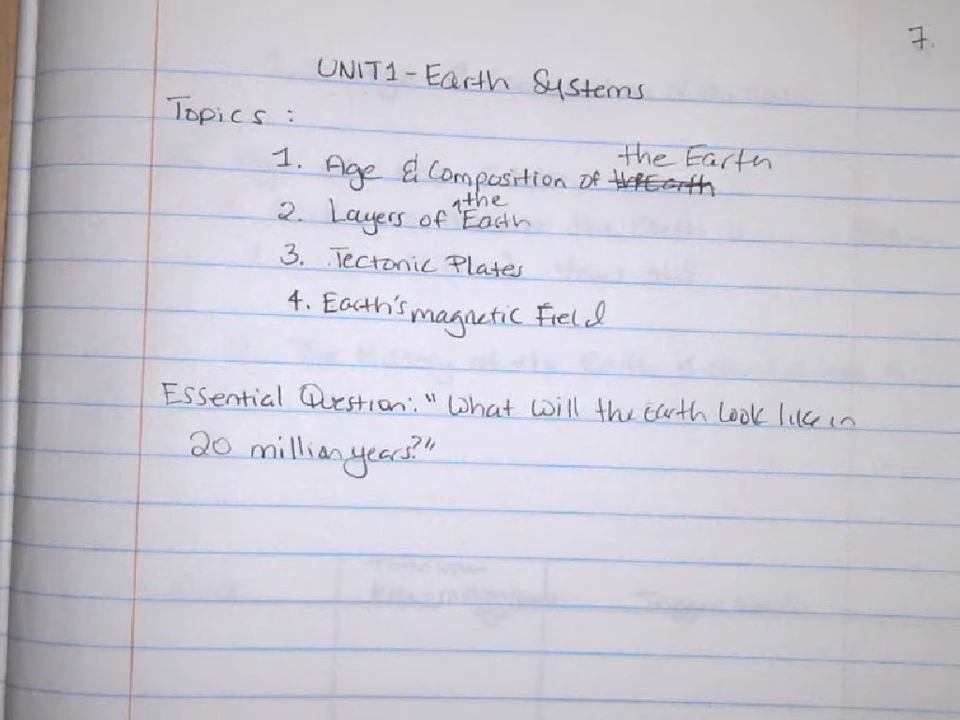 7.
UNIT1 - Earth Systems
Topics :
1. Age & Composition of the Earth
2. Layers of the Earth
3. Tectonic Plates
4. Earth's magnetic Field
Essential Question: "What will the Earth look like in
20 million years?"